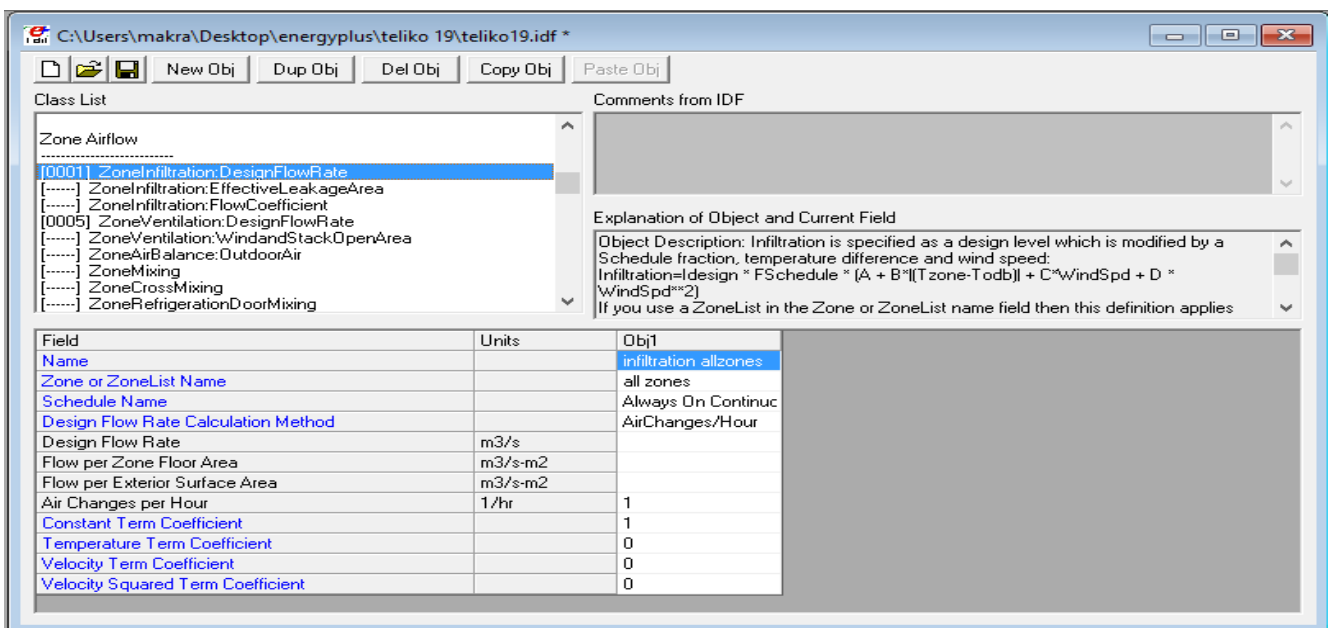 C:\Users\makra\Desktop\energyplus\teliko 19\teliko19.idf *
New Obj Dup Obj Del Obj Copy Obj Paste Obj
Class List
Zone Airflow
---------------------------
[0001] ZoneInfiltration:DesignFlowRate
[------] ZoneInfiltration:EffectiveLeakageArea
[------] ZoneInfiltration:FlowCoefficient
[0005] ZoneVentilation:DesignFlowRate
[------] ZoneVentilation:WindandStackOpenArea
[------] ZoneAirBalance:OutdoorAir
[------] ZoneMixing
[------] ZoneCrossMixing
[------] ZoneRefrigerationDoorMixing
Comments from IDF
Explanation of Object and Current Field
Object Description: Infiltration is specified as a design level which is modified by a
Schedule fraction, temperature difference and wind speed:
Infiltration=Idesign * FSchedule * (A + B*|(Tzone-Todb)| + C*WindSpd + D *
WindSpd**2)
If you use a ZoneList in the Zone or ZoneList name field then this definition applies
Field Units Obj1
Name infiltration allzones
Zone or ZoneList Name all zones
Schedule Name Always On Continuc
Design Flow Rate Calculation Method AirChanges/Hour
Design Flow Rate m3/s
Flow per Zone Floor Area m3/s-m2
Flow per Exterior Surface Area m3/s-m2
Air Changes per Hour 1/hr 1
Constant Term Coefficient 1
Temperature Term Coefficient 0
Velocity Term Coefficient 0
Velocity Squared Term Coefficient 0